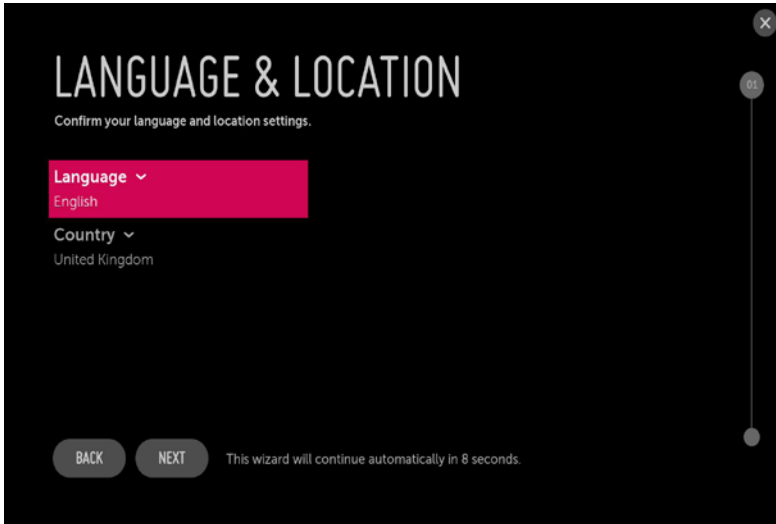 LANGUAGE & LOCATION
Confirm your language and location settings.
01
Language
English
Country
United Kingdom
BACK
NEXT
This wizard will continue automatically in 8 seconds.